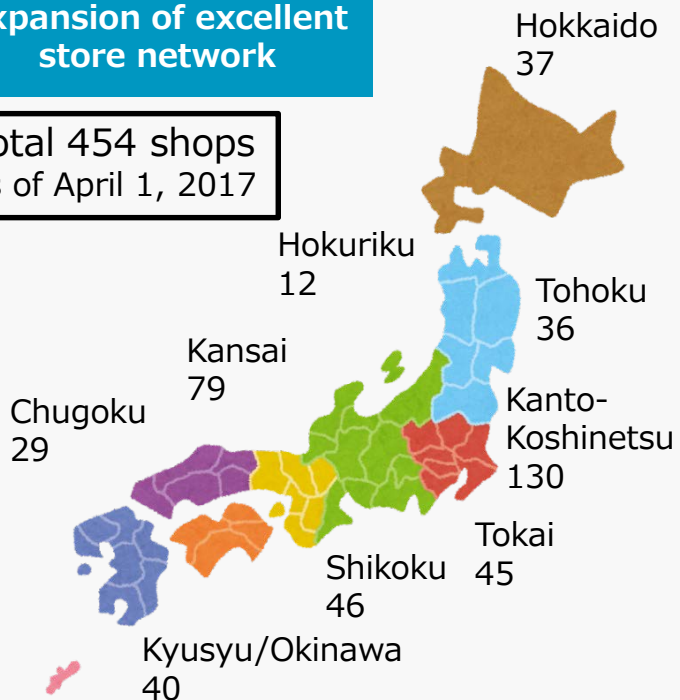 xpansion of excellent
store network
otal 454 shops
s of April 1, 2017
Hokkaido
37
Hokuriku
12
Tohoku
36
Kansai
79
Chugoku
29
Kanto-
Koshinetsu
130
Tokai
45
Shikoku
46
Kyusyu/Okinawa
40